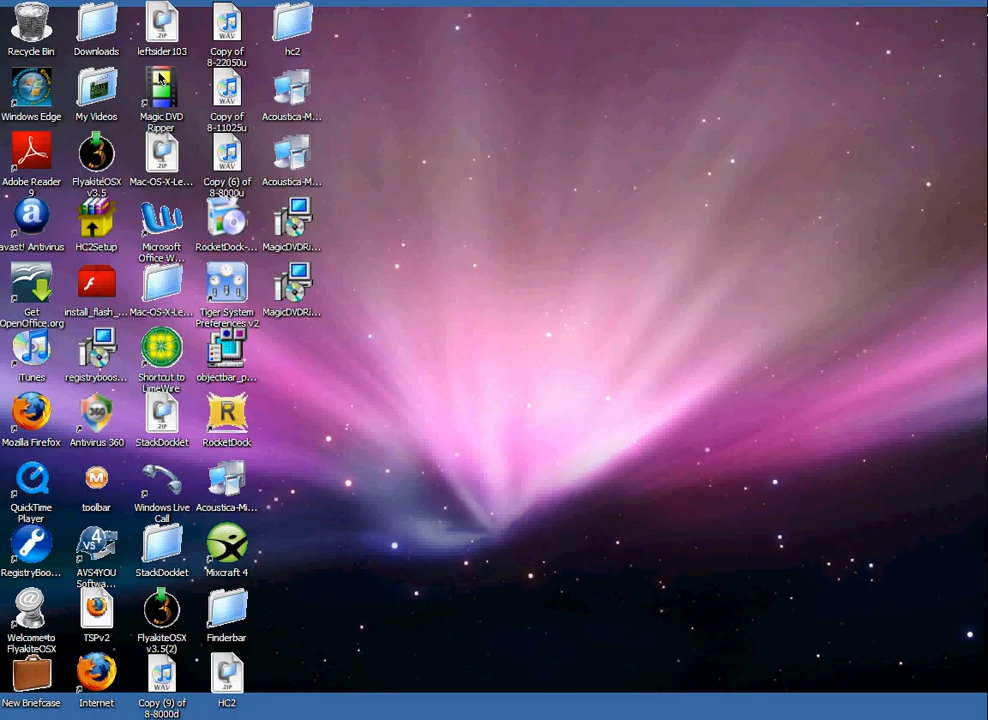 Recycle Bin
Downloads
leftsider103
Copy of
8-22050u
hc2
Windows Edge
My Videos
Magic DVD
Ripper
Copy of
8-11025u
Acoustica-M...
Adobe Reader
9
FlyakiteOSX
v3.5
Mac-OS-X-Le...
Copy (6) of
8-8000u
Acoustica-M...
avast! Antivirus
HC2Setup
Microsoft
Office W...
RocketDock-...
MagicDVDRi...
Get
OpenOffice.org
install_flash_...
Mac-OS-X-Le...
Tiger System
Preferences v2
MagicDVDRi...
iTunes
registryboos...
Shortcut to
LimeWire
objectbar_p...
Mozilla Firefox
Antivirus 360
StackDocklet
RocketDock
QuickTime
Player
toolbar
Windows Live
Call
Acoustica-Mi...
RegistryBoo...
AVS4YOU
Softwa...
StackDocklet
Mixcraft 4
Welcome to
FlyakiteOSX
TSPv2
FlyakiteOSX
v3.5(2)
Finderbar
New Briefcase
Internet
Copy (9) of
8-8000d
HC2